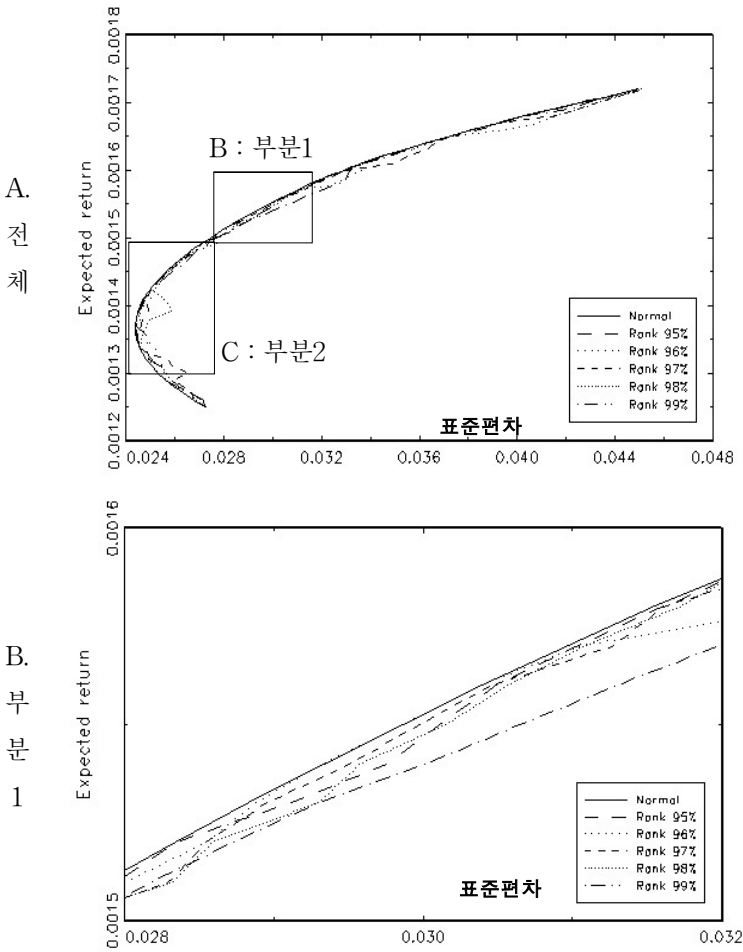 A.
전
체
Expected return
0.0018
0.0017
0.0016
0.0015
0.0014
0.0013
0.0012
B : 부분1
C : 부분2
Normal
Rank 95%
Rank 96%
Rank 97%
Rank 98%
Rank 99%
표준편차
0.024 0.028 0.032 0.036 0.040 0.044 0.048
B.
부
분
1
Expected return
0.0016
0.0015
Normal
Rank 95%
Rank 96%
Rank 97%
Rank 98%
Rank 99%
표준편차
0.028 0.030 0.032